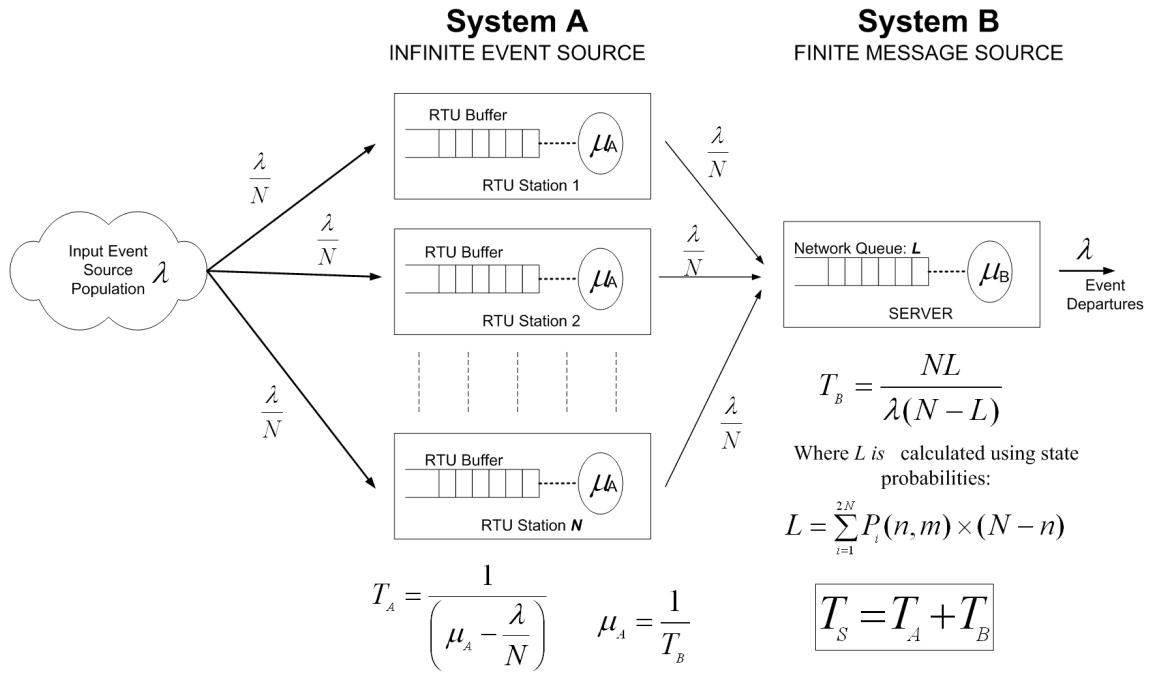 System A
INFINITE EVENT SOURCE
System B
FINITE MESSAGE SOURCE
Input Event
Source
Population λ
λ/N
λ/N
λ/N
RTU Buffer
μA
RTU Station 1
RTU Buffer
μA
RTU Station 2
RTU Buffer
μA
RTU Station N
λ/N
λ/N
λ/N
Network Queue: L
μB
SERVER
λ
Event
Departures
T_B = NL / λ(N − L)
Where L is calculated using state
probabilities:
L = ∑_{i=1}^{2N} P_i(n,m) × (N − n)
T_A = 1 / (μ_A − λ/N)
μ_A = 1 / T_B
T_S = T_A + T_B